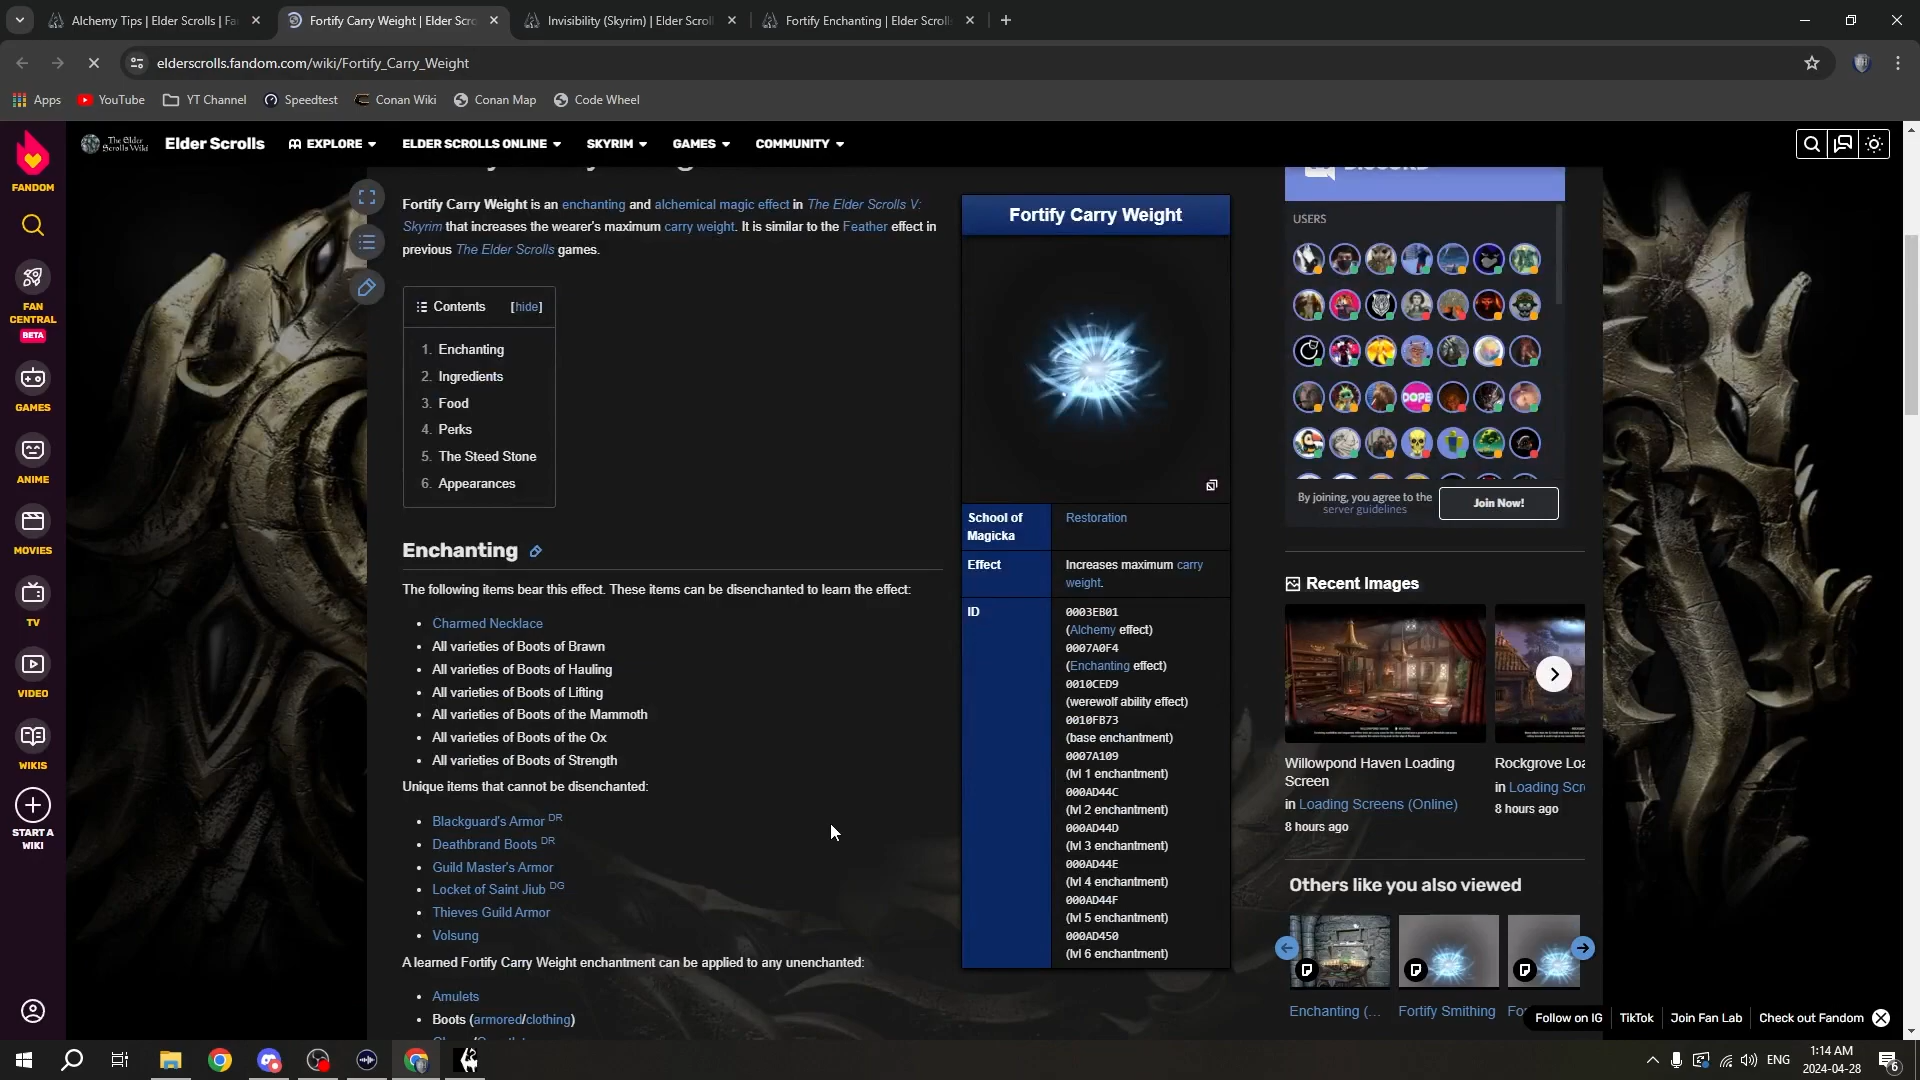 Alchemy Tips | Elder Scrolls | Fa
Fortify Carry Weight | Elder Scro
Invisibility (Skyrim) | Elder Scroll
Fortify Enchanting | Elder Scrolls
elderscrolls.fandom.com/wiki/Fortify_Carry_Weight
Apps
YouTube
YT Channel
Speedtest
Conan Wiki
Conan Map
Code Wheel
The Elder Scrolls Wiki
Elder Scrolls
EXPLORE
ELDER SCROLLS ONLINE
SKYRIM
GAMES
COMMUNITY
FANDOM
FAN CENTRAL
BETA
GAMES
ANIME
MOVIES
TV
VIDEO
WIKIS
START A WIKI
Fortify Carry Weight is an enchanting and alchemical magic effect in The Elder Scrolls V:
Skyrim that increases the wearer's maximum carry weight. It is similar to the Feather effect in
previous The Elder Scrolls games.
Contents [hide]
1. Enchanting
2. Ingredients
3. Food
4. Perks
5. The Steed Stone
6. Appearances
Enchanting
The following items bear this effect. These items can be disenchanted to learn the effect:
Charmed Necklace
All varieties of Boots of Brawn
All varieties of Boots of Hauling
All varieties of Boots of Lifting
All varieties of Boots of the Mammoth
All varieties of Boots of the Ox
All varieties of Boots of Strength
Unique items that cannot be disenchanted:
Blackguard's Armor DR
Deathbrand Boots DR
Guild Master's Armor
Locket of Saint Jiub DG
Thieves Guild Armor
Volsung
A learned Fortify Carry Weight enchantment can be applied to any unenchanted:
Amulets
Boots (armored/clothing)
Fortify Carry Weight
School of Magicka
Restoration
Effect
Increases maximum carry
weight.
ID
0003EB01
(Alchemy effect)
0007A0F4
(Enchanting effect)
0010CED9
(werewolf ability effect)
0010FB73
(base enchantment)
0007A109
(lvl 1 enchantment)
000AD44C
(lvl 2 enchantment)
000AD44D
(lvl 3 enchantment)
000AD44E
(lvl 4 enchantment)
000AD44F
(lvl 5 enchantment)
000AD450
(lvl 6 enchantment)
USERS
DOPE
By joining, you agree to the
server guidelines
Join Now!
Recent Images
Willowpond Haven Loading
Screen
in Loading Screens (Online)
8 hours ago
Rockgrove Loa
in Loading Scre
8 hours ago
Others like you also viewed
Enchanting (...
Fortify Smithing
Fo
Follow on IG
TikTok
Join Fan Lab
Check out Fandom
ENG
1:14 AM
2024-04-28
6